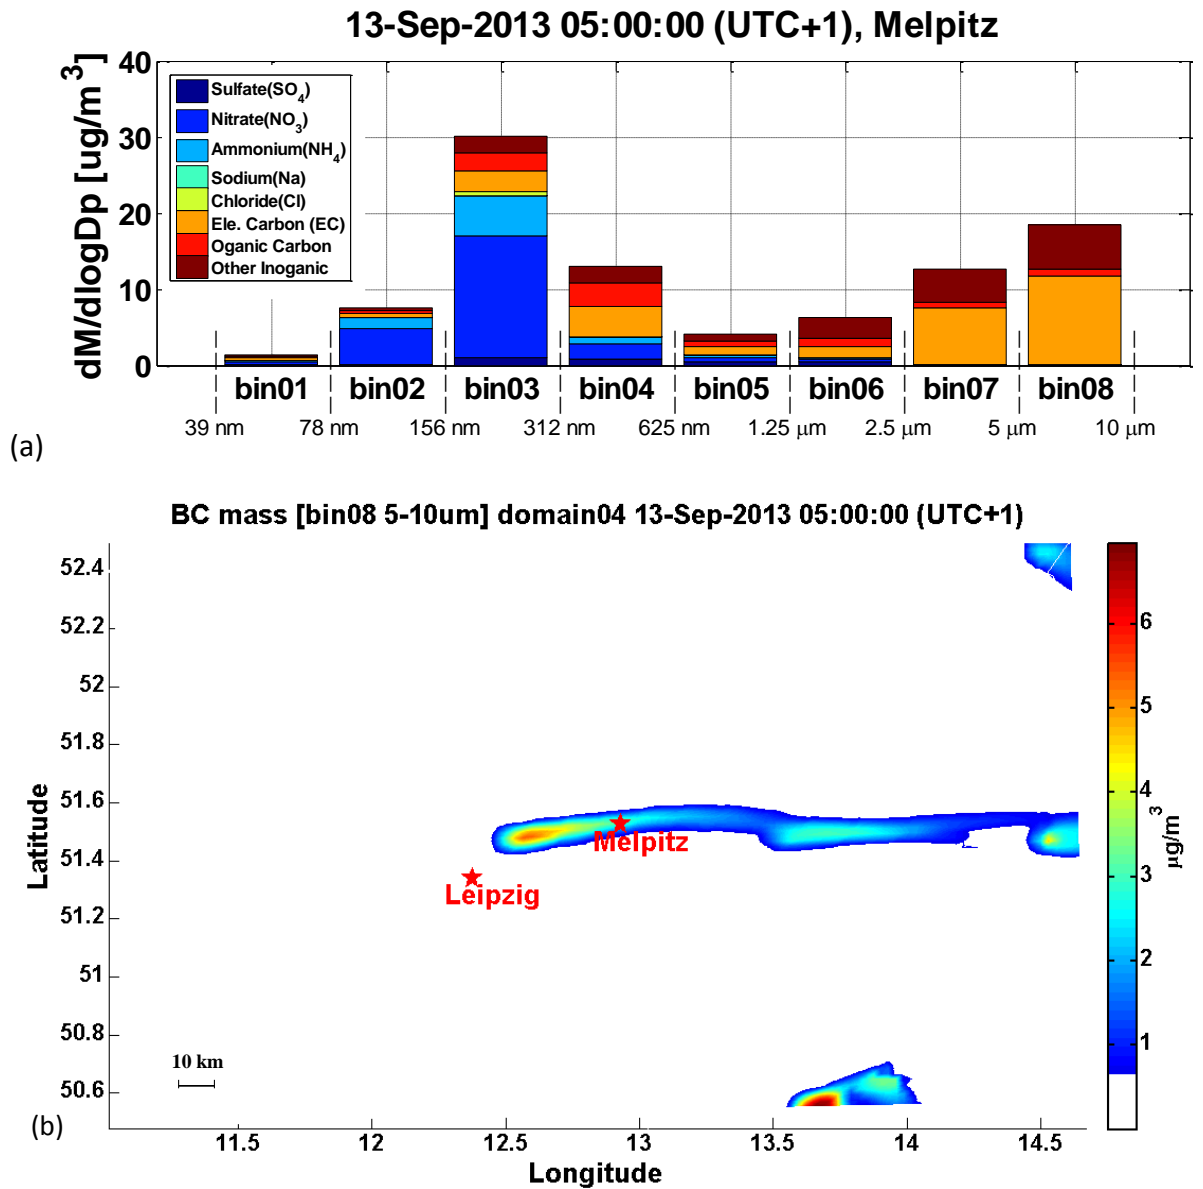 13-Sep-2013 05:00:00 (UTC+1), Melpitz
dM/dlogDp [ug/m³]
40
30
20
10
0
Sulfate(SO₄)
Nitrate(NO₃)
Ammonium(NH₄)
Sodium(Na)
Chloride(Cl)
Ele. Carbon (EC)
Oganic Carbon
Other Inoganic
bin01 bin02 bin03 bin04 bin05 bin06 bin07 bin08
39 nm 78 nm 156 nm 312 nm 625 nm 1.25 µm 2.5 µm 5 µm 10 µm
(a)
BC mass [bin08 5-10um] domain04 13-Sep-2013 05:00:00 (UTC+1)
Latitude
52.4
52.2
52
51.8
51.6
51.4
51.2
51
50.8
50.6
Melpitz
Leipzig
10 km
6
5
4
3
2
1
µg/m³
(b)
11.5 12 12.5 13 13.5 14 14.5
Longitude